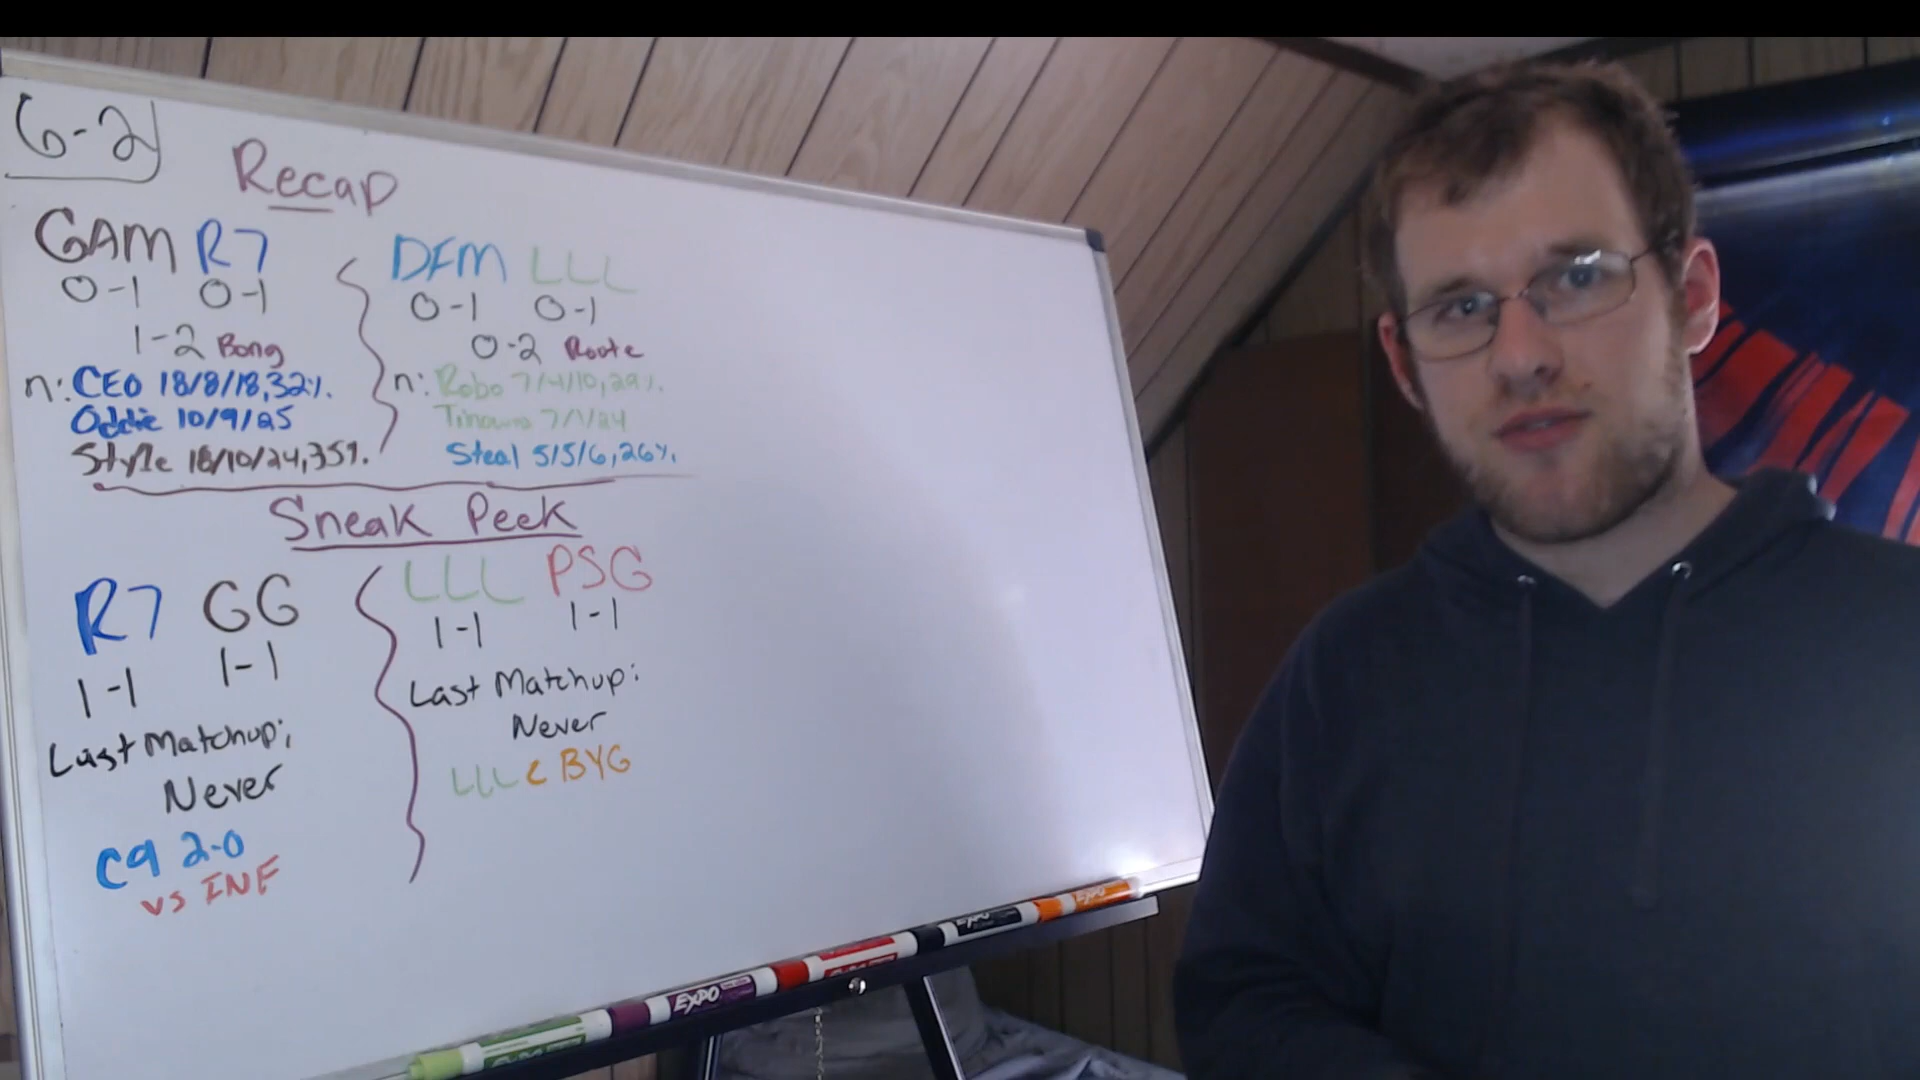 6-2
Recap
GAM R7
0-1 0-1
1-2 Bong
n: CEO 18/8/18, 32%.
Oddie 10/9/25
Style 18/10/24, 35%.
DFM LLL
0-1 0-1
0-2 Route
n: Robo 7/4/10, 29%.
Tinowns 7/1/24
Steal 5/5/6, 26%.
Sneak Peek
R7 GG
1-1 1-1
Last Matchup:
Never
C9 2-0
vs INF
LLL PSG
1-1 1-1
Last Matchup:
Never
LLL < BYG
EXPO
EXPO
EXPO